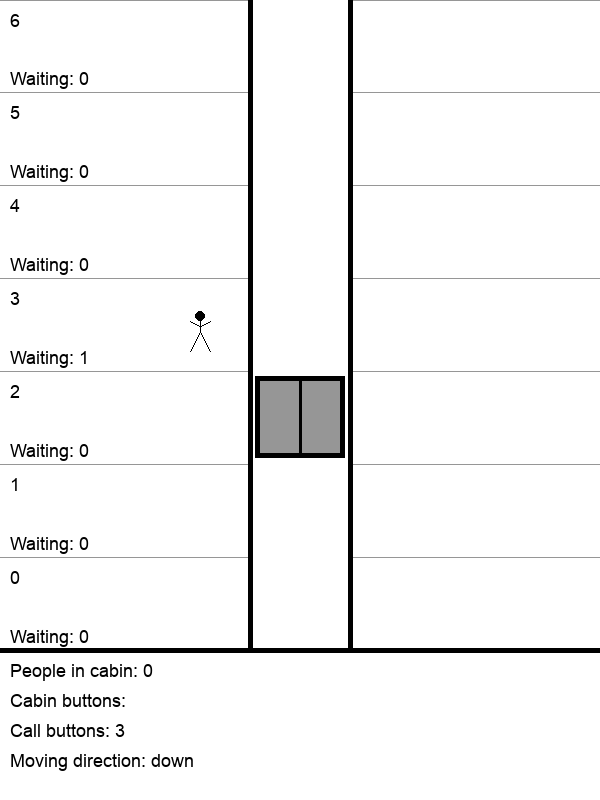 6
Waiting: 0
5
Waiting: 0
4
Waiting: 0
3
Waiting: 1
2
Waiting: 0
1
Waiting: 0
0
Waiting: 0
People in cabin: 0
Cabin buttons:
Call buttons: 3
Moving direction: down